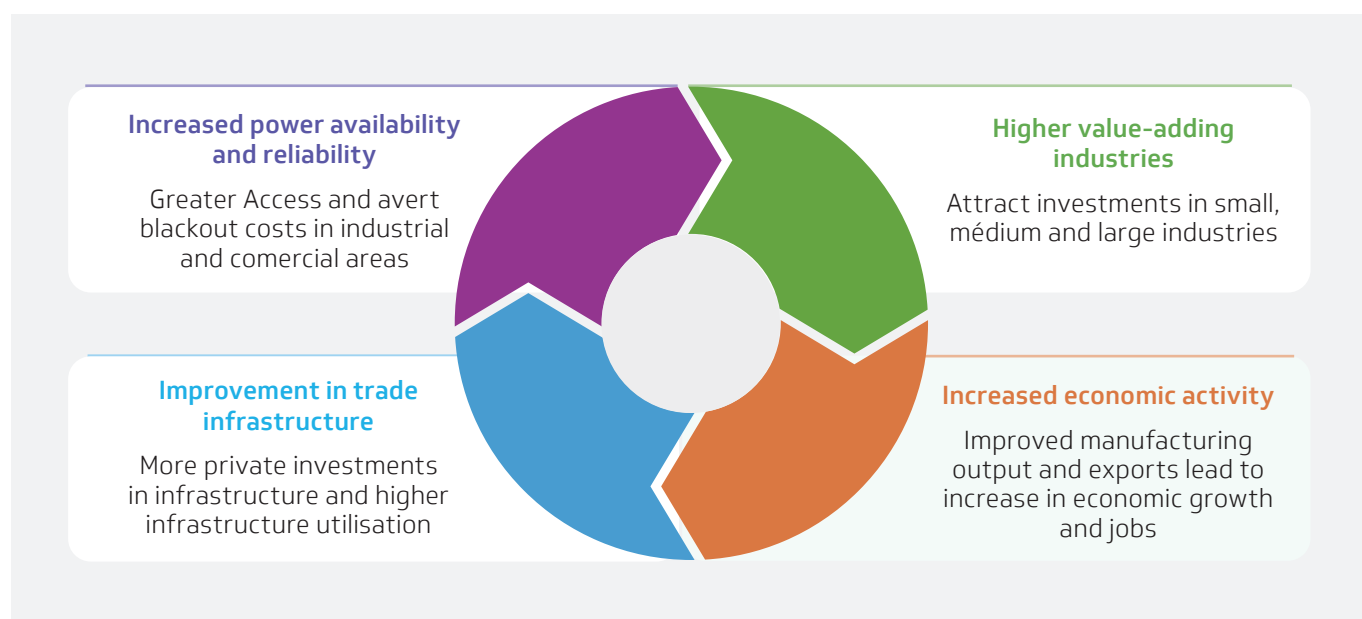 Increased power availability
and reliability
Greater Access and avert
blackout costs in industrial
and comercial areas
Higher value-adding
industries
Attract investments in small,
médium and large industries
Improvement in trade
infrastructure
More private investments
in infrastructure and higher
infrastructure utilisation
Increased economic activity
Improved manufacturing
output and exports lead to
increase in economic growth
and jobs